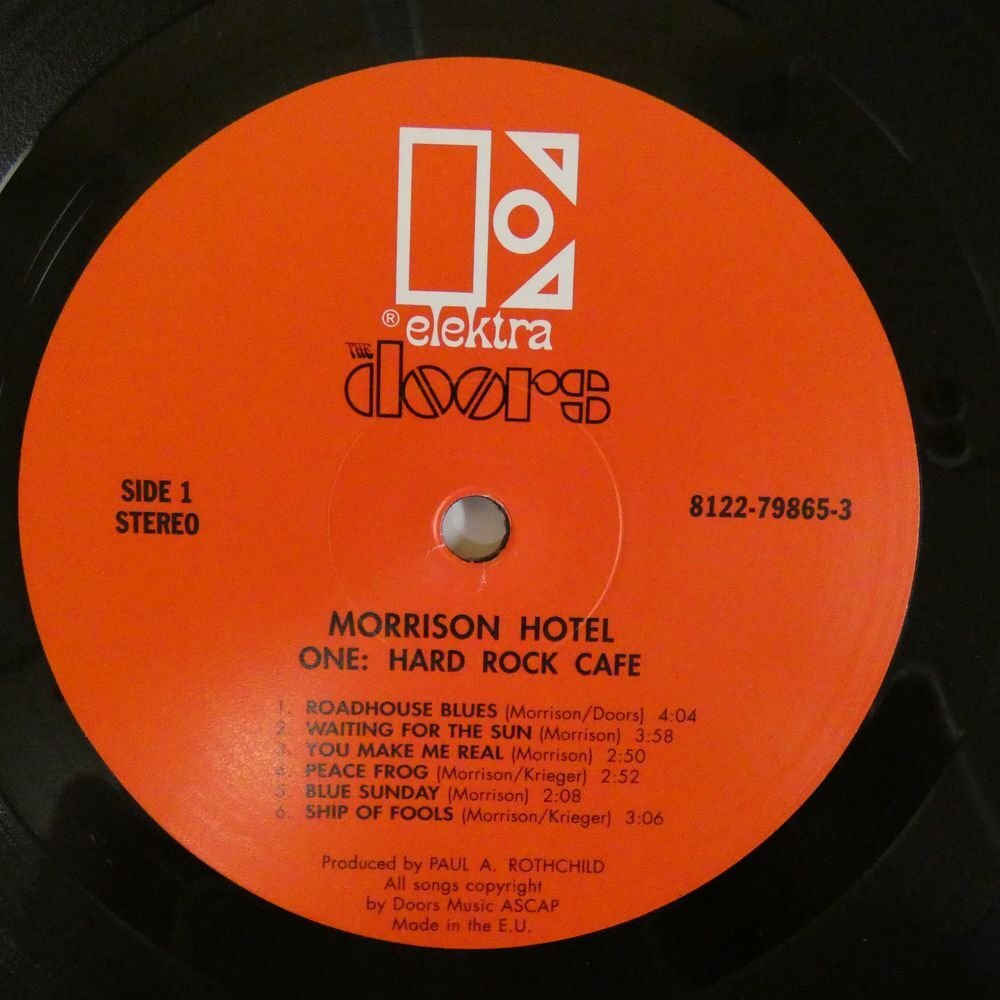 ® elektra
THE doors
SIDE 1
STEREO
8122-79865-3
MORRISON HOTEL
ONE: HARD ROCK CAFE
1. ROADHOUSE BLUES (Morrison/Doors) 4:04
2. WAITING FOR THE SUN (Morrison) 3:58
3. YOU MAKE ME REAL (Morrison) 2:50
4. PEACE FROG (Morrison/Krieger) 2:52
5. BLUE SUNDAY (Morrison) 2:08
6. SHIP OF FOOLS (Morrison/Krieger) 3:06
Produced by PAUL A. ROTHCHILD
All songs copyright
by Doors Music ASCAP
Made in the E.U.